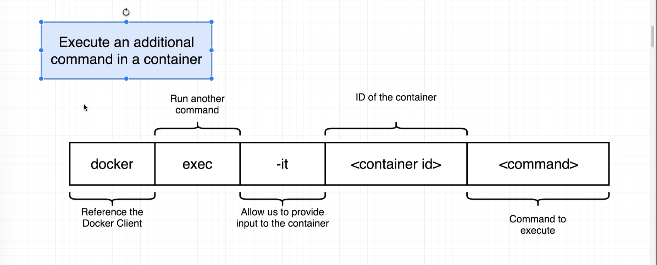 Execute an additional
command in a container
Run another
command
ID of the container
docker
exec
-it
<container id>
<command>
Reference the
Docker Client
Allow us to provide
input to the container
Command to
execute